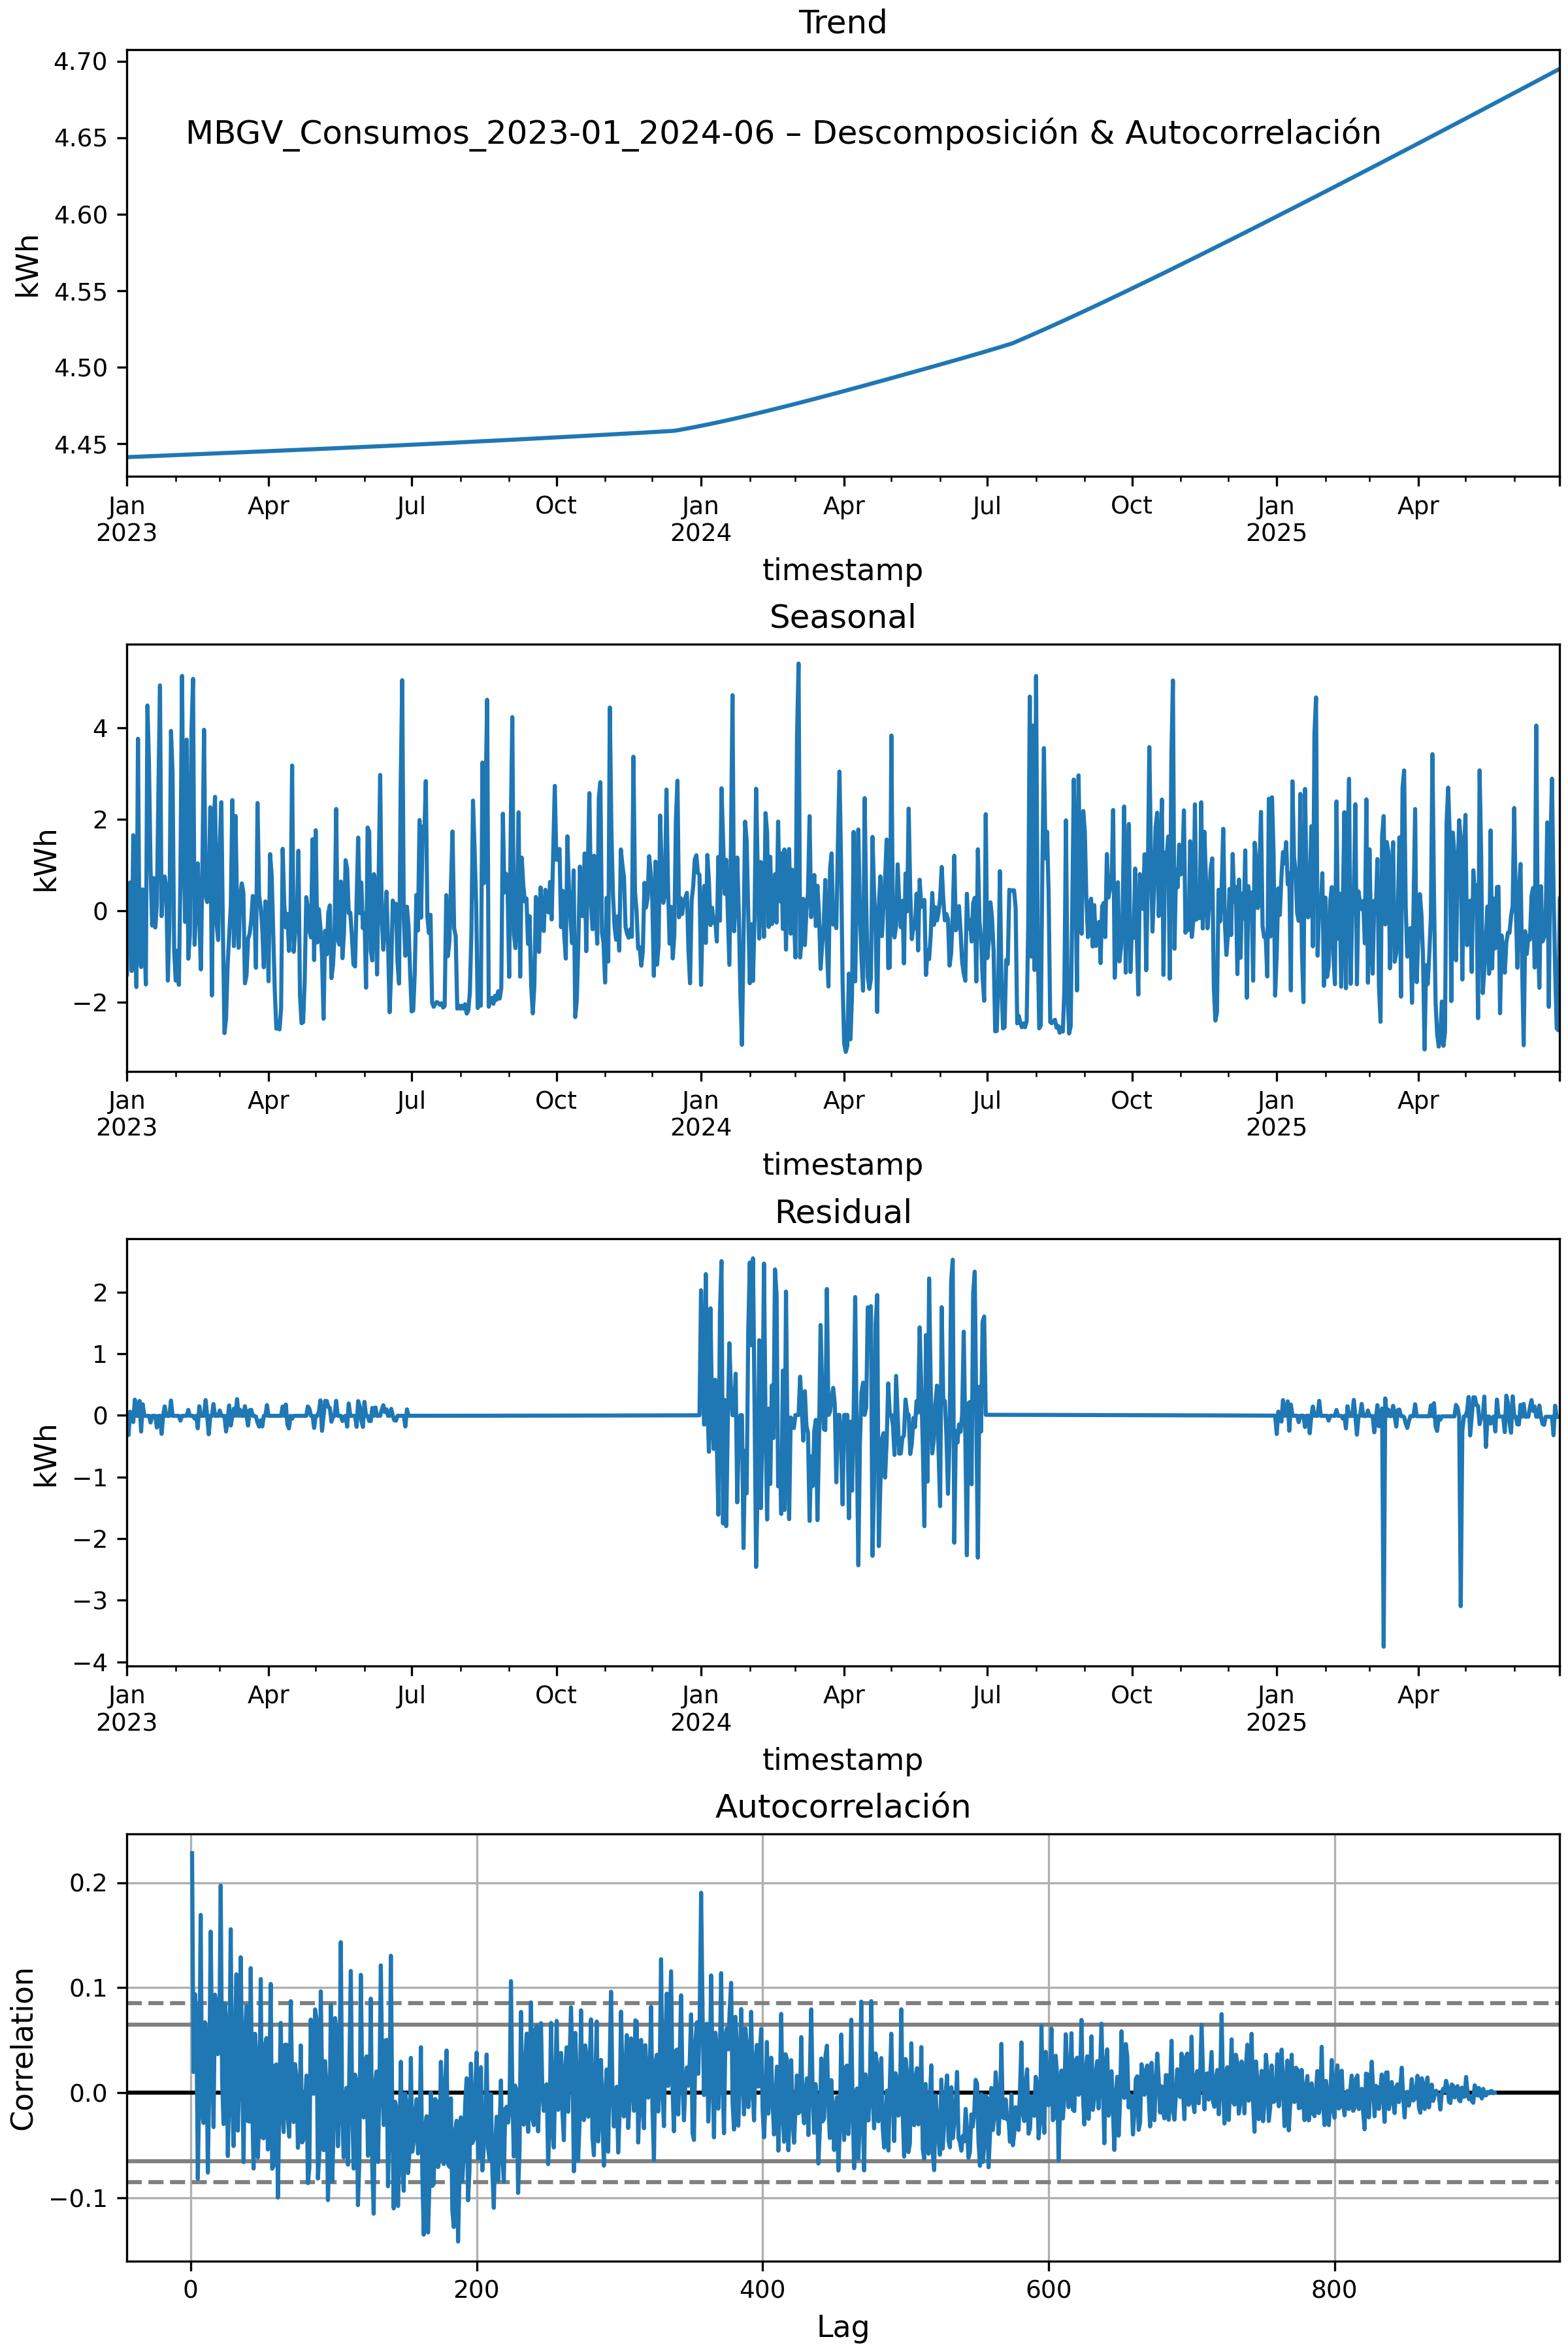 Trend
4.70
4.65
4.60
4.55
4.50
4.45
kWh
MBGV_Consumos_2023-01_2024-06 – Descomposición & Autocorrelación
Jan Apr Jul Oct Jan Apr Jul Oct Jan Apr
2023 2024 2025
timestamp
Seasonal
4
2
0
−2
kWh
Jan Apr Jul Oct Jan Apr Jul Oct Jan Apr
2023 2024 2025
timestamp
Residual
2
1
0
−1
−2
−3
−4
kWh
Jan Apr Jul Oct Jan Apr Jul Oct Jan Apr
2023 2024 2025
timestamp
Autocorrelación
0.2
0.1
0.0
−0.1
Correlation
0 200 400 600 800
Lag